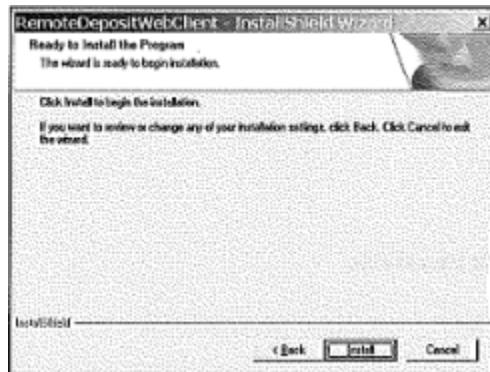 RemoteDepositWebClient - InstallShield Wizard
Ready to Install the Program
The wizard is ready to begin installation.
Click Install to begin the installation.
If you want to review or change any of your installation settings, click Back. Click Cancel to exit
the wizard.
InstallShield
< Back Install Cancel